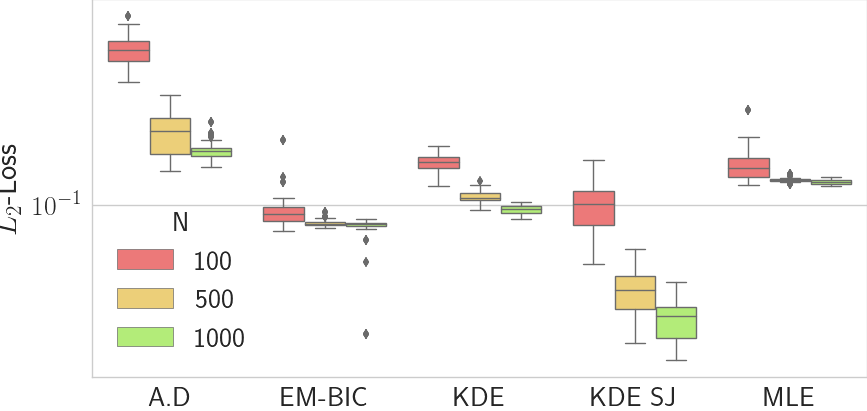 L₂-Loss
10⁻¹
N
100
500
1000
A.D EM-BIC KDE KDE SJ MLE